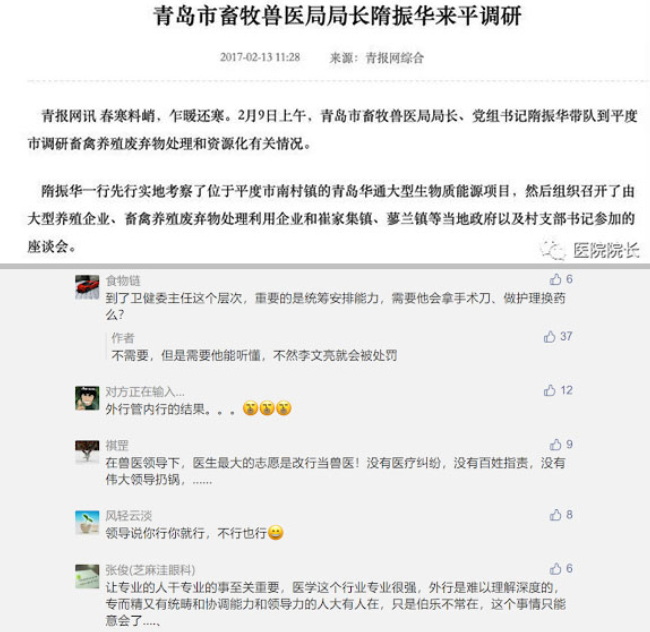 青岛市畜牧兽医局局长隋振华来平调研
2017-02-13 11:28 来源：青报网综合
青报网讯 春寒料峭，乍暖还寒。2月9日上午，青岛市畜牧兽医局局长、党组书记隋振华带队到平度
市调研畜禽养殖废弃物处理和资源化有关情况。
隋振华一行先行实地考察了位于平度市南村镇的青岛华通大型生物质能源项目，然后组织召开了由
大型养殖企业、畜禽养殖废弃物处理利用企业和崔家集镇、蓼兰镇等当地政府以及村支部书记参加的
座谈会。
医院院长
食物链 6
到了卫健委主任这个层次，重要的是统筹安排能力，需要他会拿手术刀、做护理换药
么？
作者 37
不需要，但是需要他能听懂，不然李文亮就会被处罚
对方正在输入... 12
外行管内行的结果。。。
祺罡 9
在兽医领导下，医生最大的志愿是改行当兽医！没有医疗纠纷，没有百姓指责，没有
伟大领导扔锅，......
风轻云淡 8
领导说你行你就行，不行也行
张俊(芝麻洼眼科) 6
让专业的人干专业的事至关重要，医学这个行业专业很强，外行是难以理解深度的，
专而精又有统畴和协调能力和领导力的人大有人在，只是伯乐不常在，这个事情只能
意会了....、